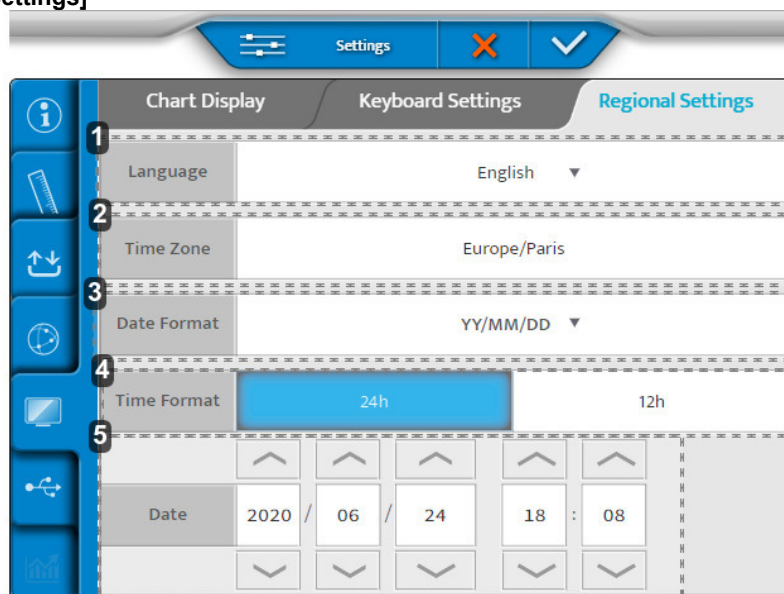 ettings]
Settings
Chart Display
Keyboard Settings
Regional Settings
1
Language
English ▼
2
Time Zone
Europe/Paris
3
Date Format
YY/MM/DD ▼
4
Time Format
24h
12h
5
Date
2020 / 06 / 24 18 : 08